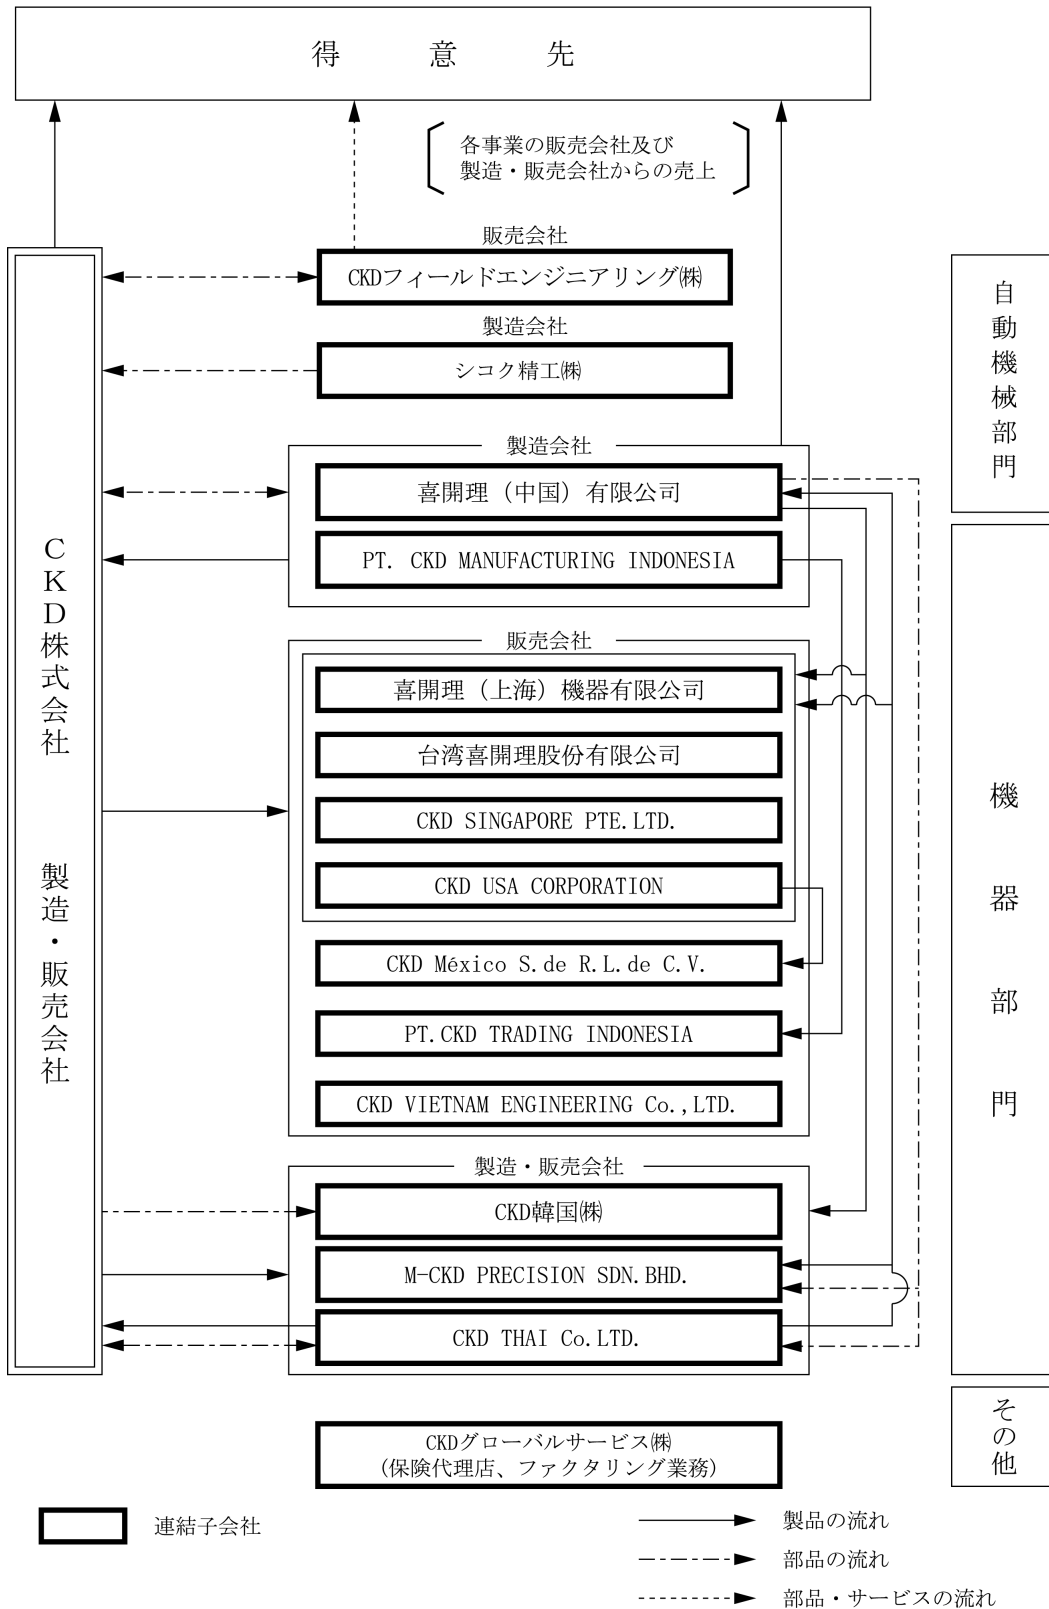 得意先
各事業の販売会社及び
製造・販売会社からの売上
販売会社
CKDフィールドエンジニアリング㈱
製造会社
シコク精工㈱
製造会社
喜開理（中国）有限公司
PT. CKD MANUFACTURING INDONESIA
販売会社
喜開理（上海）機器有限公司
台湾喜開理股份有限公司
CKD SINGAPORE PTE.LTD.
CKD USA CORPORATION
CKD México S.de R.L.de C.V.
PT.CKD TRADING INDONESIA
CKD VIETNAM ENGINEERING Co.,LTD.
製造・販売会社
CKD韓国㈱
M-CKD PRECISION SDN.BHD.
CKD THAI Co.LTD.
CKDグローバルサービス㈱
(保険代理店、ファクタリング業務)
CKD株式会社　製造・販売会社
自動機械部門
機器部門
その他
連結子会社
製品の流れ
部品の流れ
部品・サービスの流れ